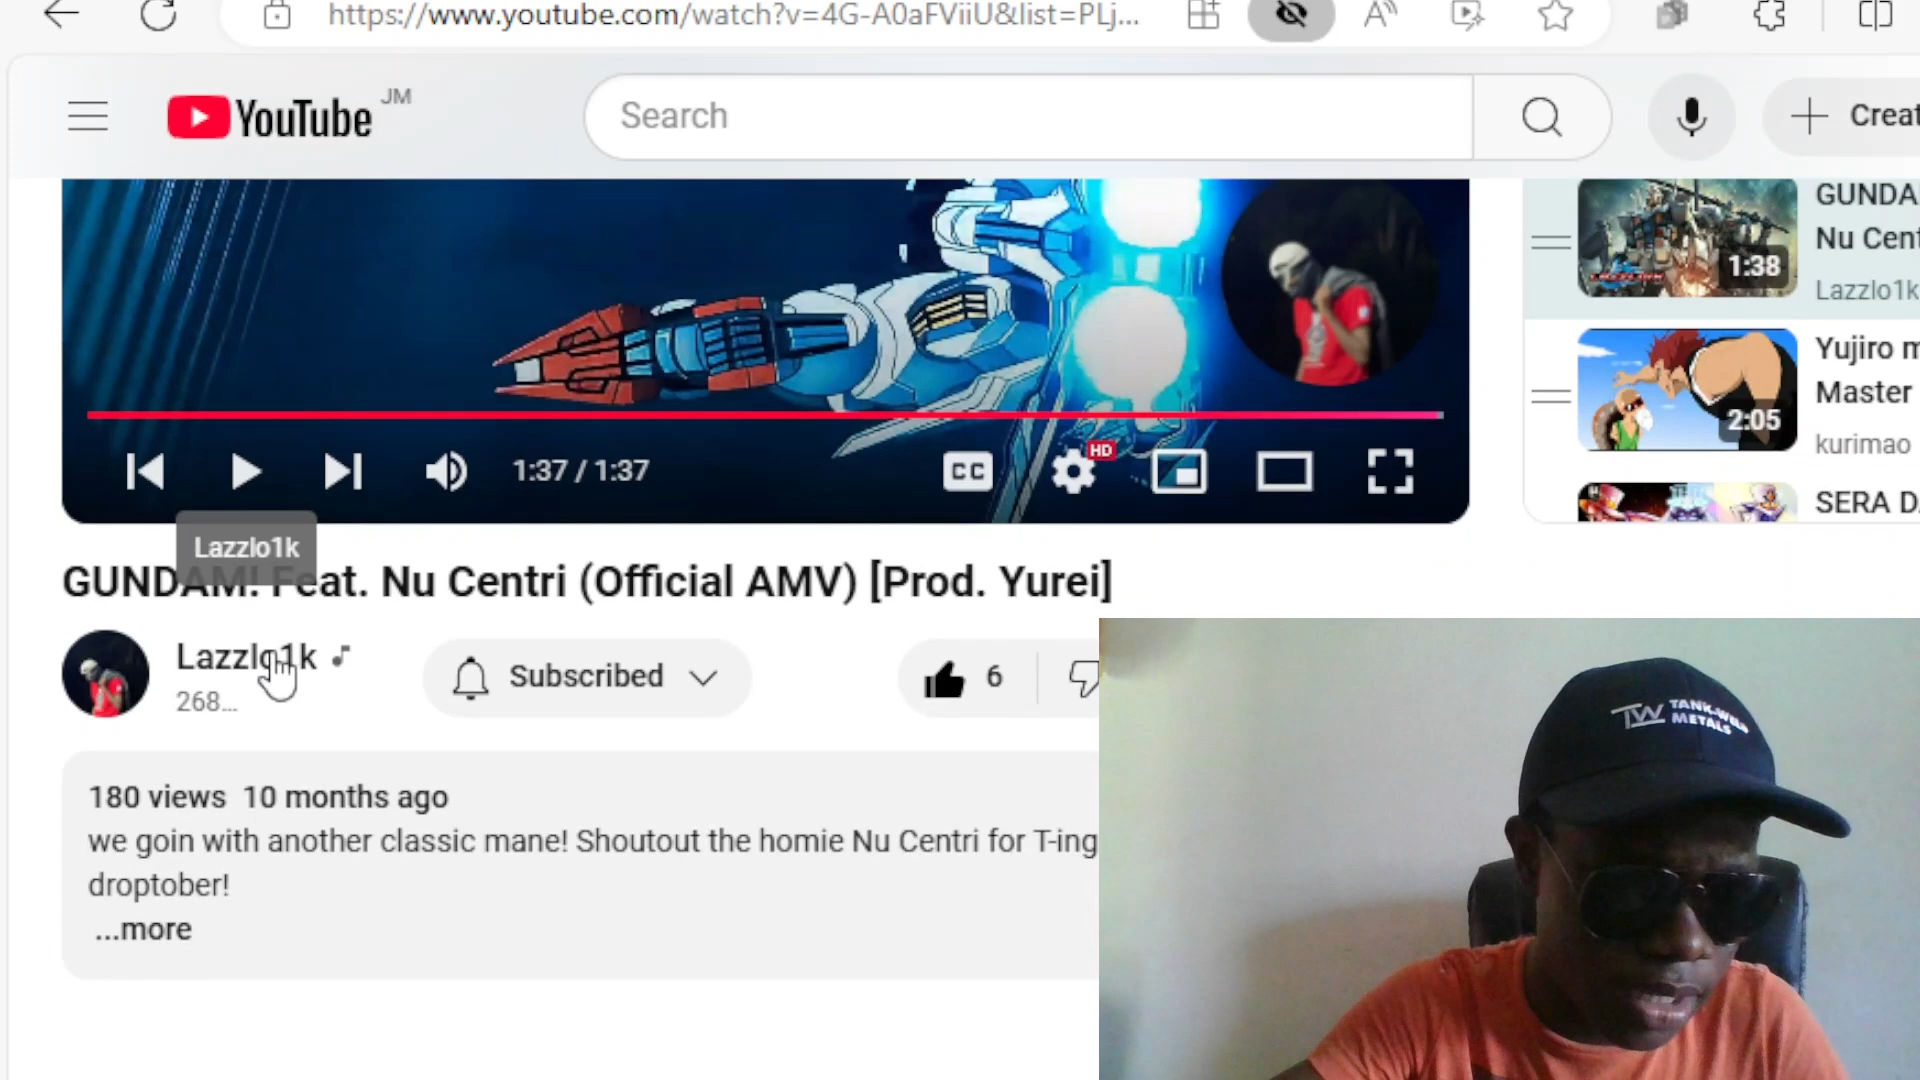 https://www.youtube.com/watch?v=4G-A0aFViiU&list=PLj...
YouTube JM
Search
Creat
GUNDA
Nu Cent
1:38
Lazzlo1k
Yujiro m
Master
2:05
kurimao
SERA D
1:37 / 1:37
CC
HD
Lazzlo1k
GUNDAM! Feat. Nu Centri (Official AMV) [Prod. Yurei]
Lazzlo1k
268...
Subscribed
6
180 views 10 months ago
we goin with another classic mane! Shoutout the homie Nu Centri for T-ing
droptober!
...more
TW TANK-WELD
METALS